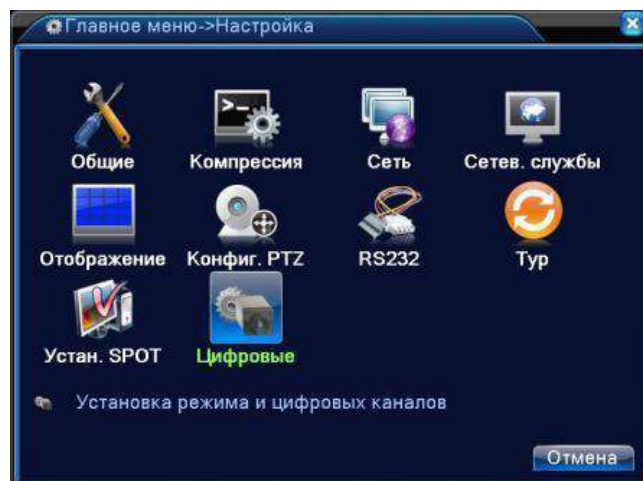 Главное меню->Настройка
Общие Компрессия Сеть Сетев. службы
Отображение Конфиг. PTZ RS232 Тур
Устан. SPOT Цифровые
Установка режима и цифровых каналов
Отмена